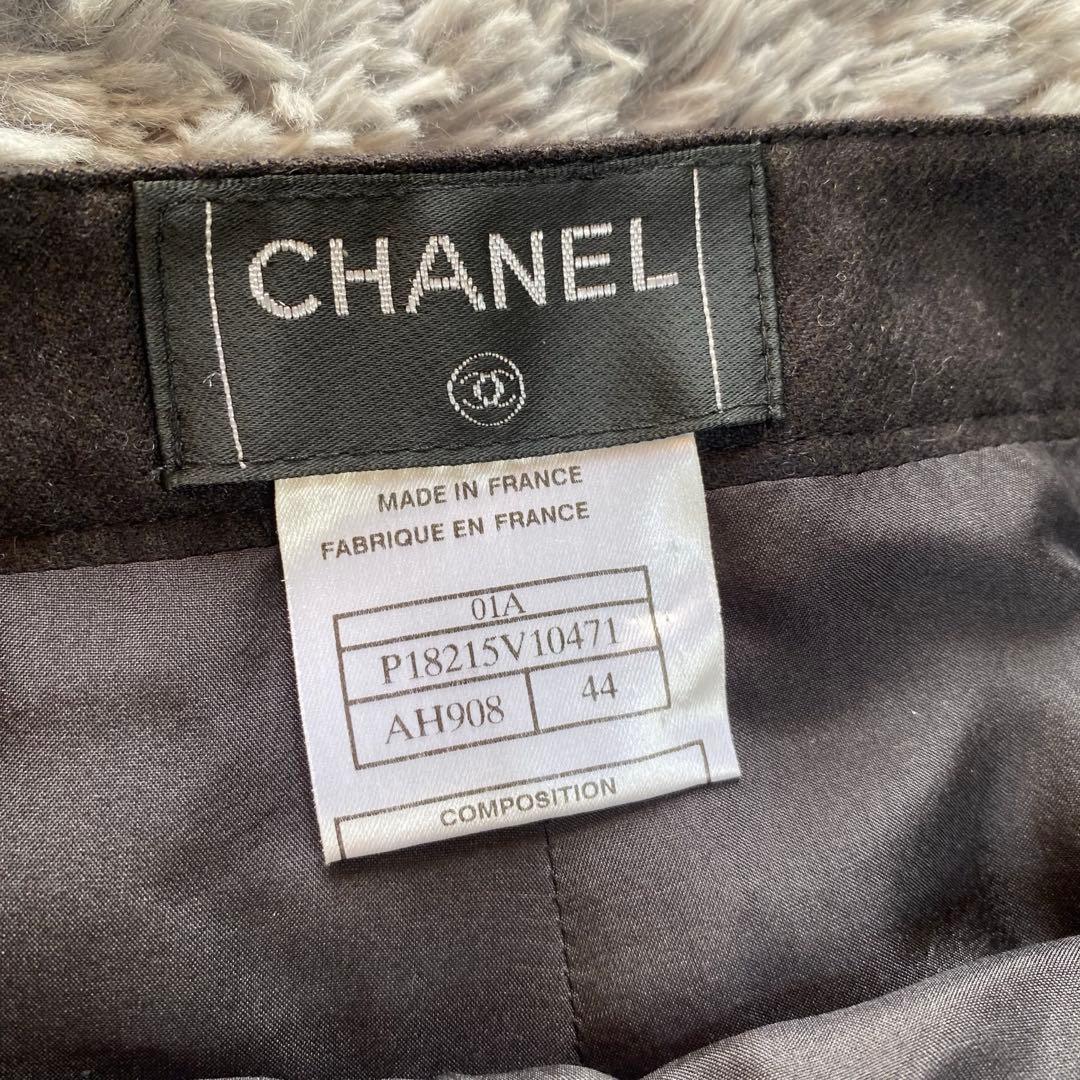 CHANEL
MADE IN FRANCE
FABRIQUE EN FRANCE
01A
P18215V10471
AH908 44
COMPOSITION